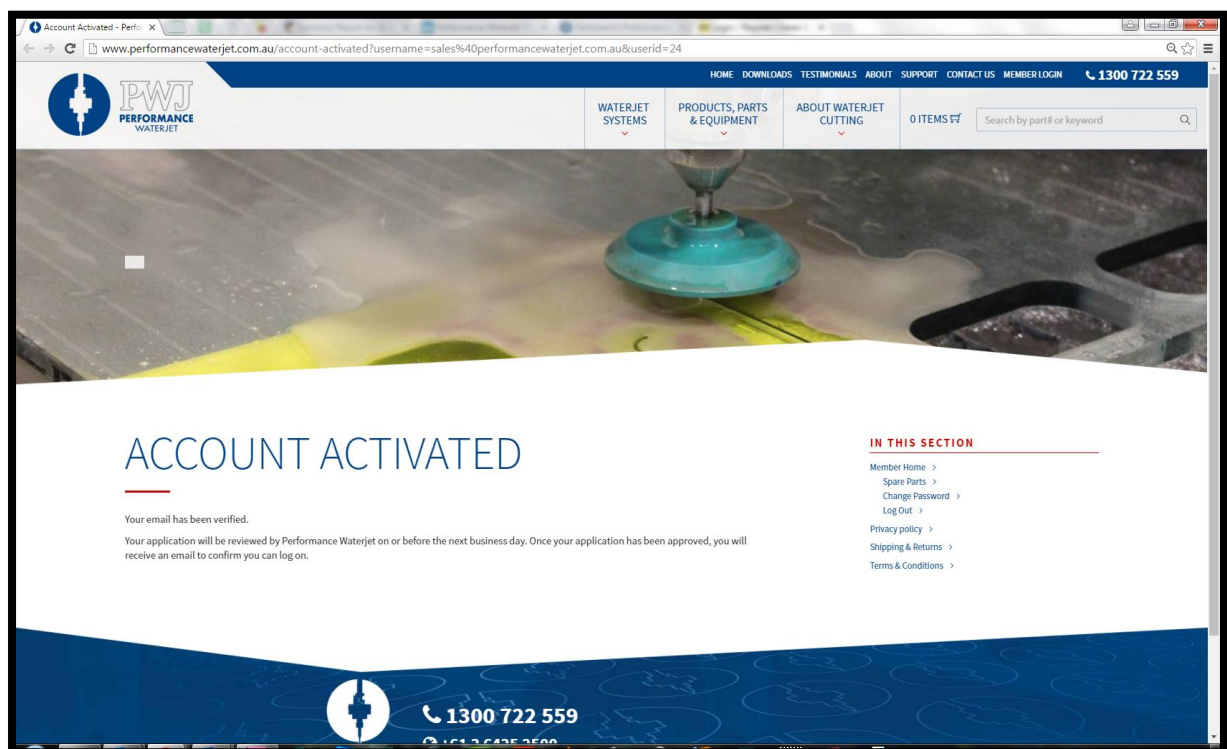 Account Activated - Perfo
www.performancewaterjet.com.au/account-activated?username=sales%40performancewaterjet.com.au&userid=24
HOME DOWNLOADS TESTIMONIALS ABOUT SUPPORT CONTACT US MEMBER LOGIN 1300 722 559
PWJ
PERFORMANCE
WATERJET
WATERJET
SYSTEMS
PRODUCTS, PARTS
& EQUIPMENT
ABOUT WATERJET
CUTTING
0 ITEMS
Search by part# or keyword
ACCOUNT ACTIVATED
Your email has been verified.
Your application will be reviewed by Performance Waterjet on or before the next business day. Once your application has been approved, you will
receive an email to confirm you can log on.
IN THIS SECTION
Member Home >
Spare Parts >
Change Password >
Log Out >
Privacy policy >
Shipping & Returns >
Terms & Conditions >
1300 722 559